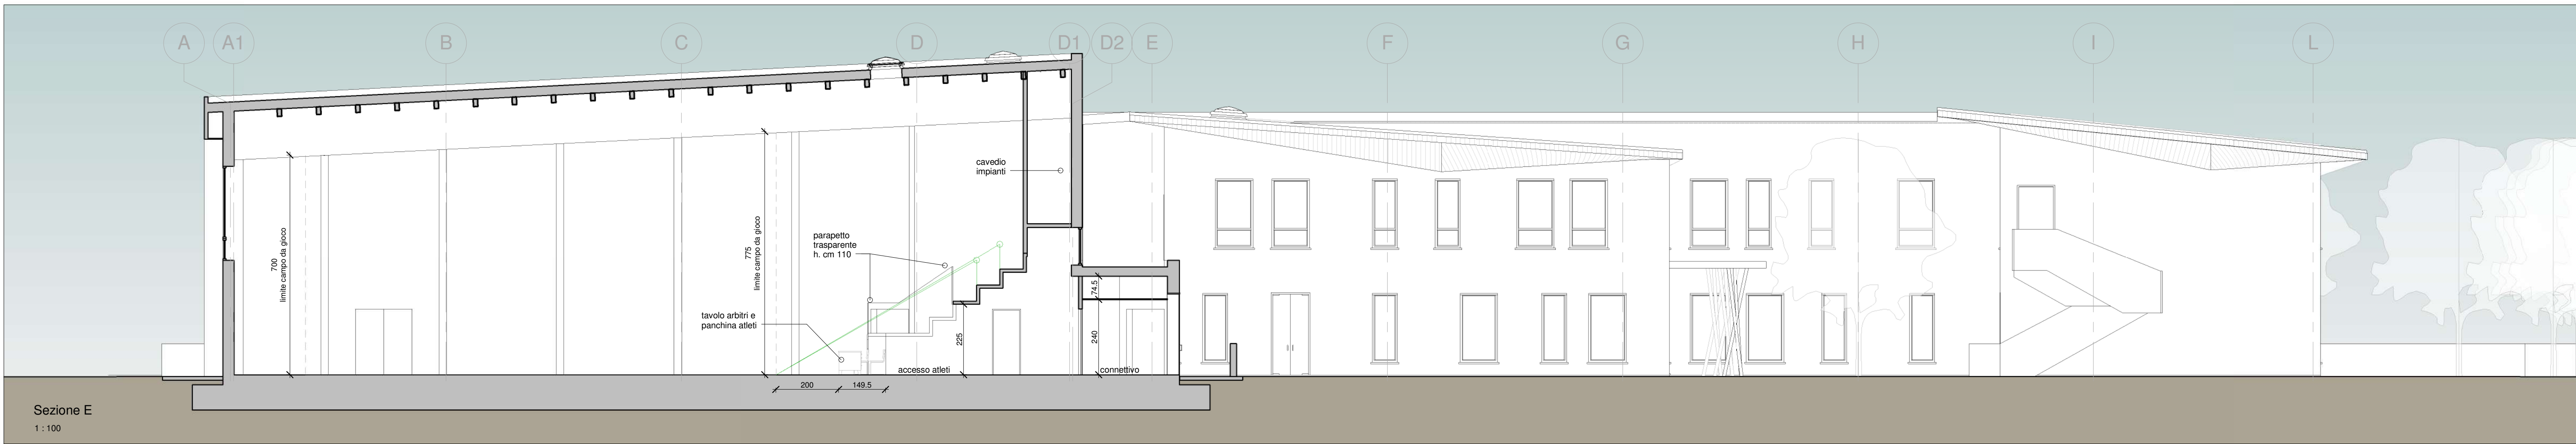 A A1 B C D D1 D2 E F G H I L
cavedio
impianti
700
limite campo da gioco
775
limite campo da gioco
parapetto
trasparente
h. cm 110
tavolo arbitri e
panchina atleti
74.5
225
240
accesso atleti
connettivo
200
149.5
Sezione E
1 : 100